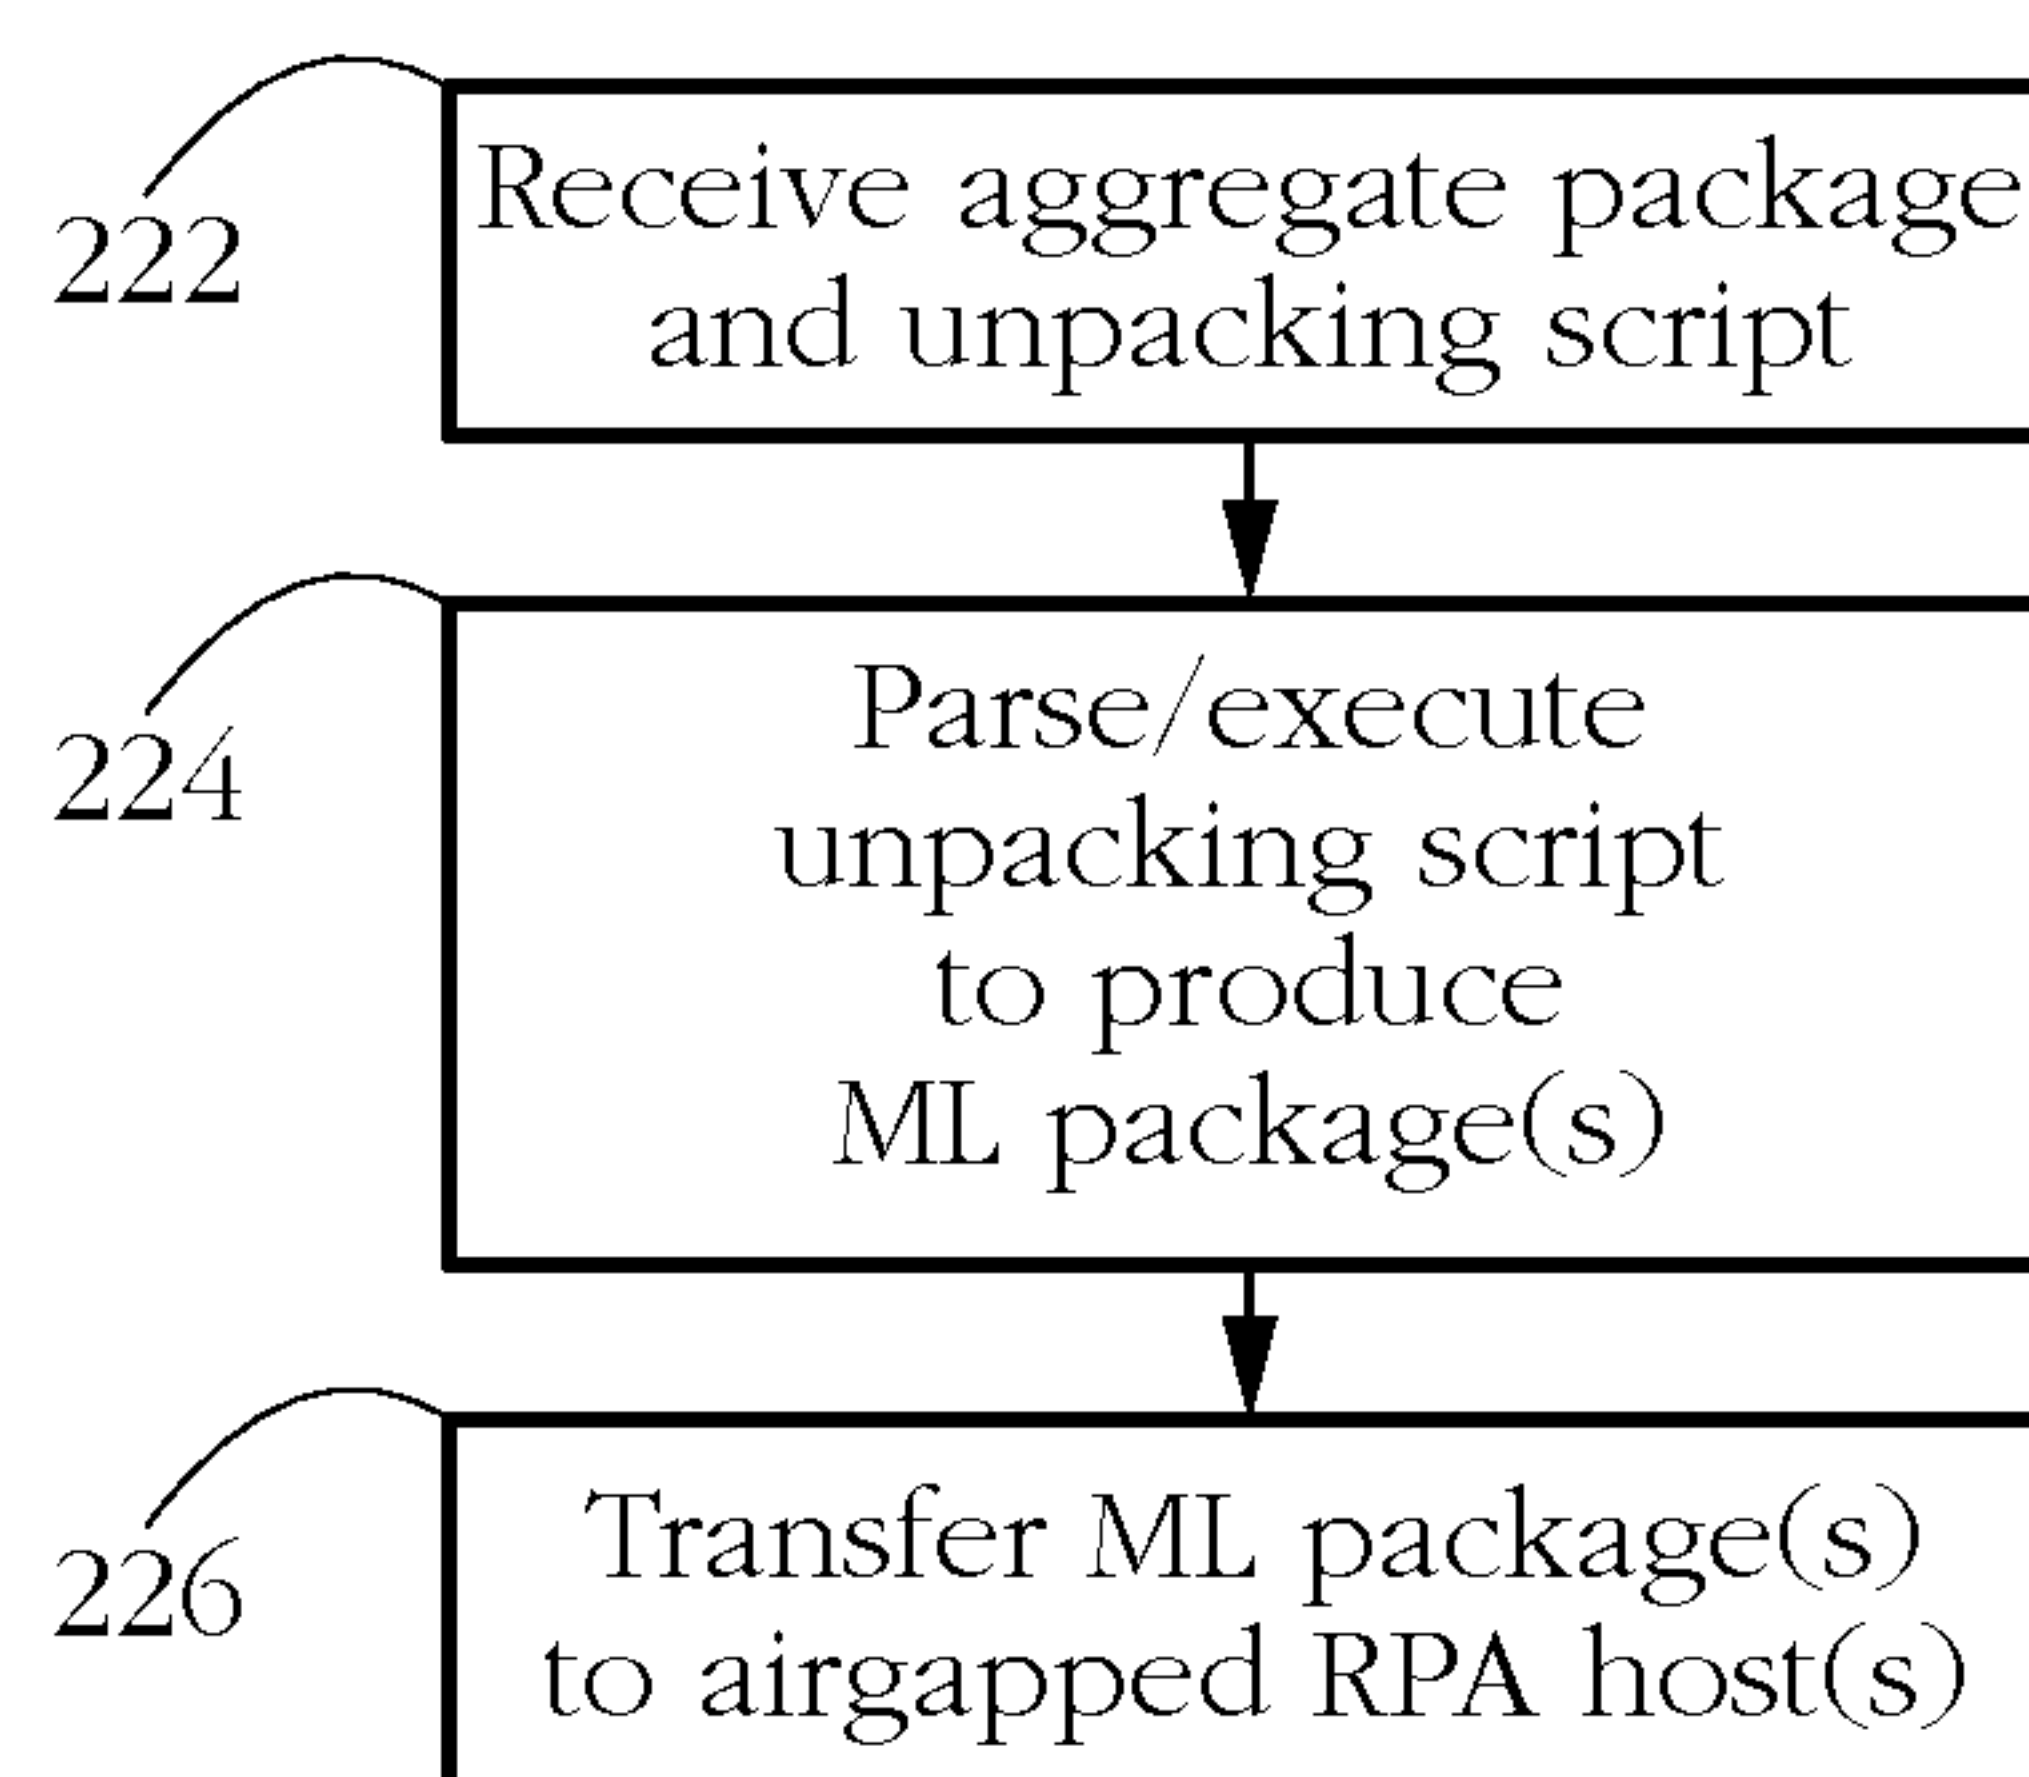 222
Receive aggregate package
and unpacking script
224
Parse/execute
unpacking script
to produce
ML package(s)
226
Transfer ML package(s)
to airgapped RPA host(s)